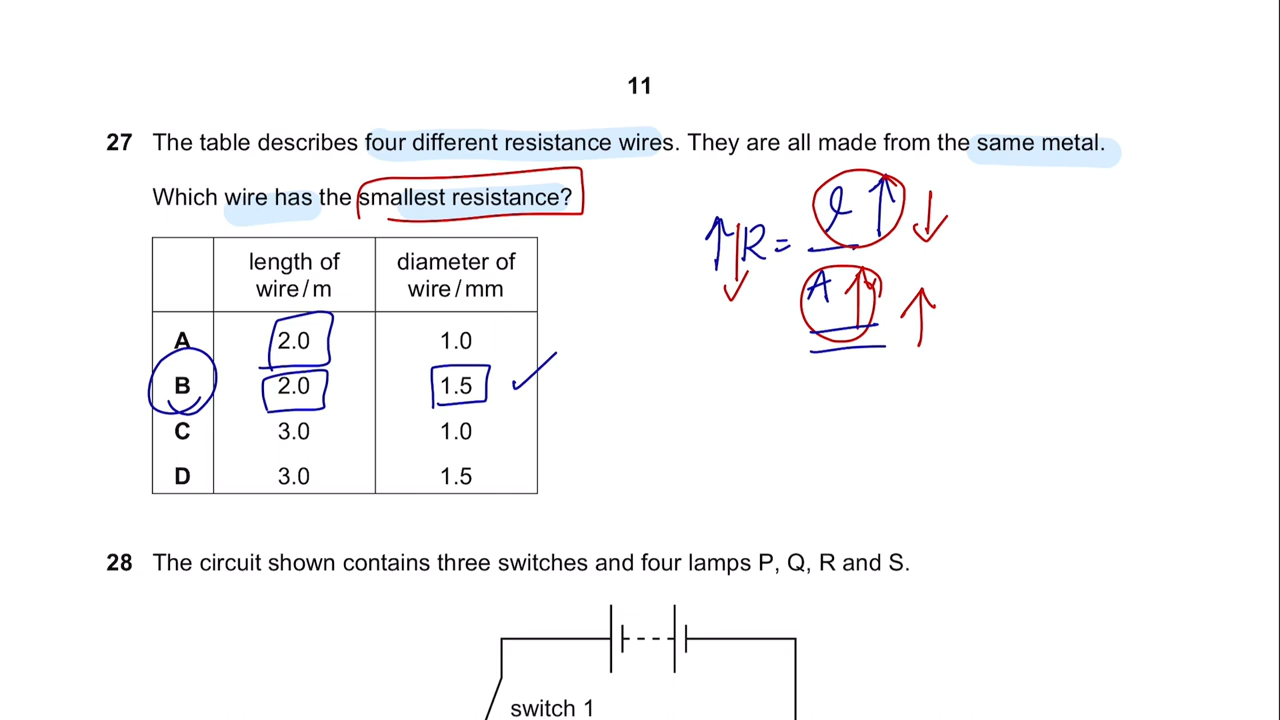 11
27 The table describes four different resistance wires. They are all made from the same metal.
Which wire has the smallest resistance?
length of wire / m
diameter of wire / mm
A 2.0 1.0
B 2.0 1.5
C 3.0 1.0
D 3.0 1.5
↑ R = l ↑ ↓
↓ A ↑ ↑
28 The circuit shown contains three switches and four lamps P, Q, R and S.
switch 1